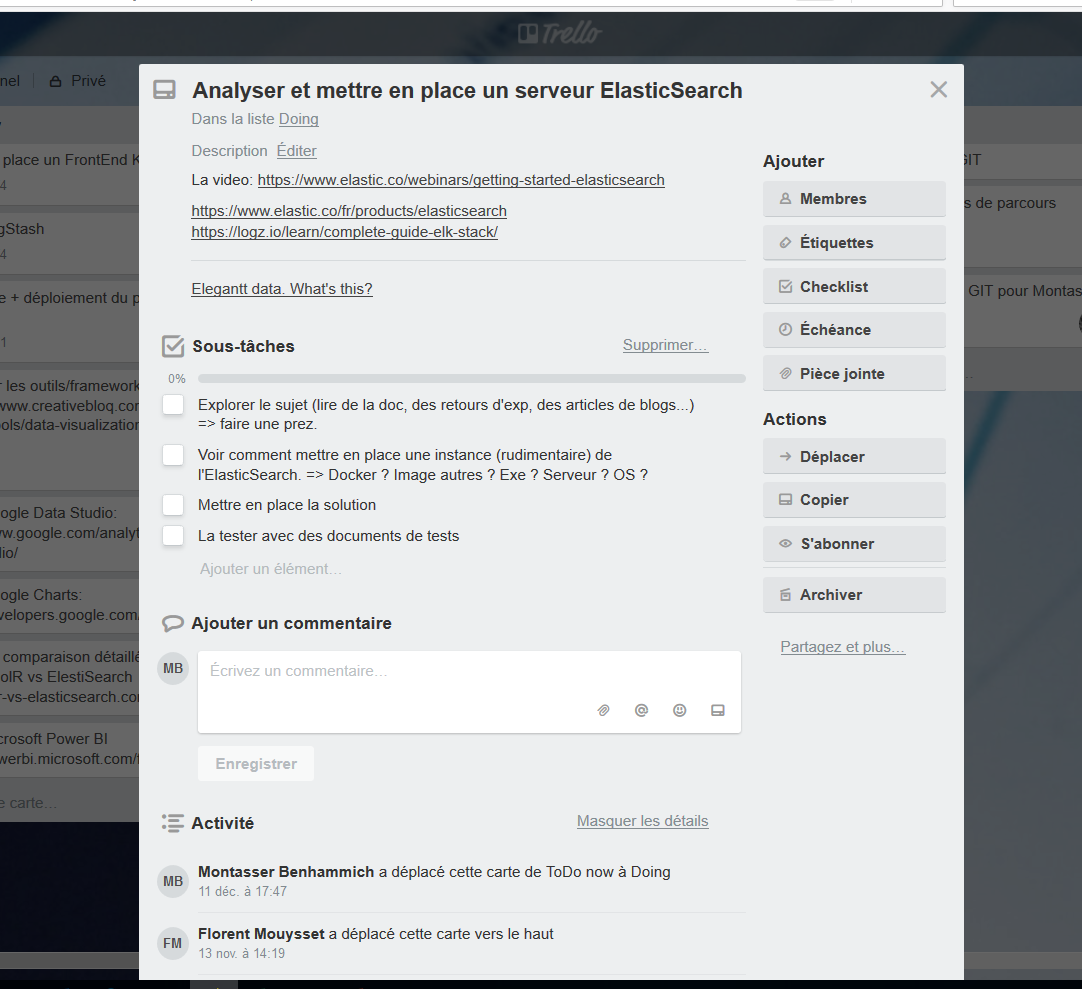 Trello
nel
Privé
Analyser et mettre en place un serveur ElasticSearch
Dans la liste Doing
Description Éditer
La video: https://www.elastic.co/webinars/getting-started-elasticsearch
https://www.elastic.co/fr/products/elasticsearch
https://logz.io/learn/complete-guide-elk-stack/
Elegantt data. What's this?
Sous-tâches
Supprimer…
0%
Explorer le sujet (lire de la doc, des retours d'exp, des articles de blogs...)
=> faire une prez.
Voir comment mettre en place une instance (rudimentaire) de
l'ElasticSearch. => Docker ? Image autres ? Exe ? Serveur ? OS ?
Mettre en place la solution
La tester avec des documents de tests
Ajouter un élément…
Ajouter un commentaire
MB
Écrivez un commentaire…
Enregistrer
Activité
Masquer les détails
MB
Montasser Benhammich a déplacé cette carte de ToDo now à Doing
11 déc. à 17:47
FM
Florent Mouysset a déplacé cette carte vers le haut
13 nov. à 14:19
Ajouter
Membres
Étiquettes
Checklist
Échéance
Pièce jointe
Actions
Déplacer
Copier
S'abonner
Archiver
Partagez et plus…
place un FrontEnd K
4
gStash
4
e + déploiement du p
1
r les outils/framework
www.creativebloq.com
ools/data-visualization
ogle Data Studio:
ww.google.com/analyt
dio/
ogle Charts:
velopers.google.com/
comparaison détaillé
olR vs ElestiSearch
r-vs-elasticsearch.com
crosoft Power BI
werbi.microsoft.com/f
e carte…
GIT
s de parcours
GIT pour Montas